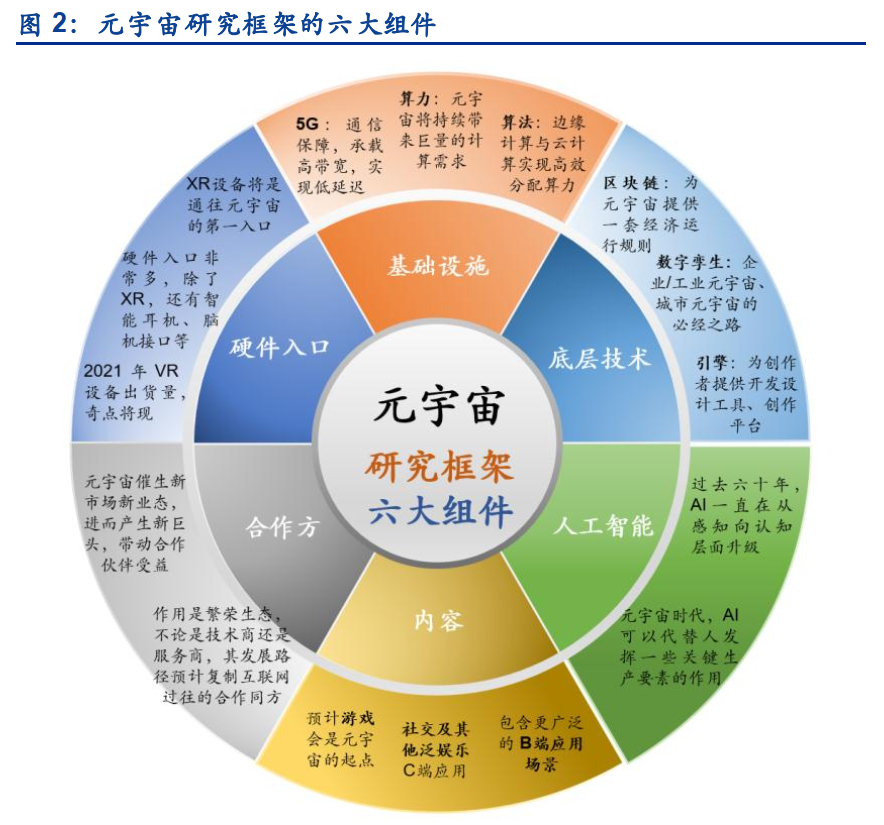 图 2：元宇宙研究框架的六大组件
5G：通信
保障，承载
高带宽，实
现低延迟
算力：元宇
宙将持续带
来巨量的计
算需求
算法：边缘
计算与云计
算实现高效
分配算力
区块链：为
元宇宙提供
一套经济运
行规则
数字孪生：企
业/工业元宇宙、
城市元宇宙的
必经之路
引擎：为创作
者提供开发设
计工具、创作
平台
XR设备将是
通往元宇宙
的第一入口
硬件入口非
常多，除了
XR，还有智
能耳机、脑
机接口等
2021 年 VR
设备出货量，
奇点将现
基础设施
硬件入口
底层技术
元宇宙
研究框架
六大组件
合作方
人工智能
内容
元宇宙催生新
市场新业态，
进而产生新巨
头，带动合作
伙伴受益
作用是繁荣生态，
不论是技术商还是
服务商，其发展路
径预计复制互联网
过往的合作同方
过去六十年，
AI 一直在从
感知向认知
层面升级
元宇宙时代，AI
可以代替人发
挥一些关键生
产要素的作用
预计游戏
会是元宇
宙的起点
社交及其
他泛娱乐
C端应用
包含更广泛
的 B端应用
场景